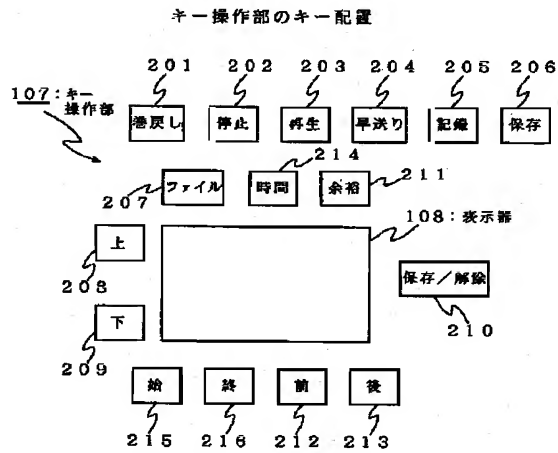 キー操作部のキー配置
201 202 203 204 205 206
107：キー
操作部
巻戻し 停止 再生 早送り 記録 保存
214
207 ファイル 時間 余裕 211
108：表示器
上
208
保存／解除
210
下
209
始 終 前 後
215 216 212 213